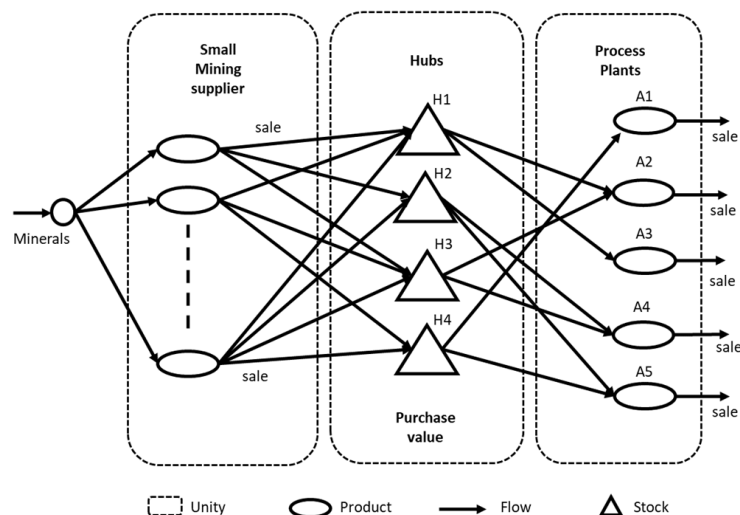 Small
Mining
supplier
Hubs
Process
Plants
H1
A1
sale
sale
H2
A2
sale
Minerals
H3
A3
sale
H4
A4
sale
sale
A5
sale
Purchase
value
Unity
Product
Flow
Stock